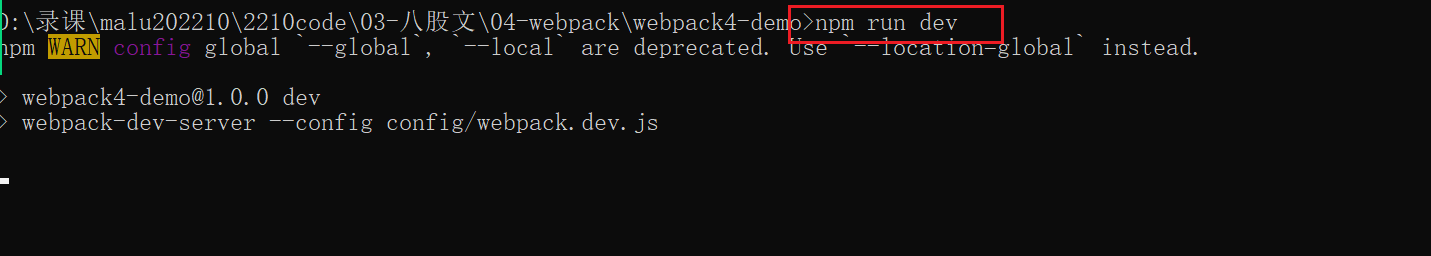 D:\录课\malu202210\2210code\03-八股文\04-webpack\webpack4-demo>npm run dev
npm WARN config global `--global`, `--local` are deprecated. Use `--location=global` instead.
> webpack4-demo@1.0.0 dev
> webpack-dev-server --config config/webpack.dev.js